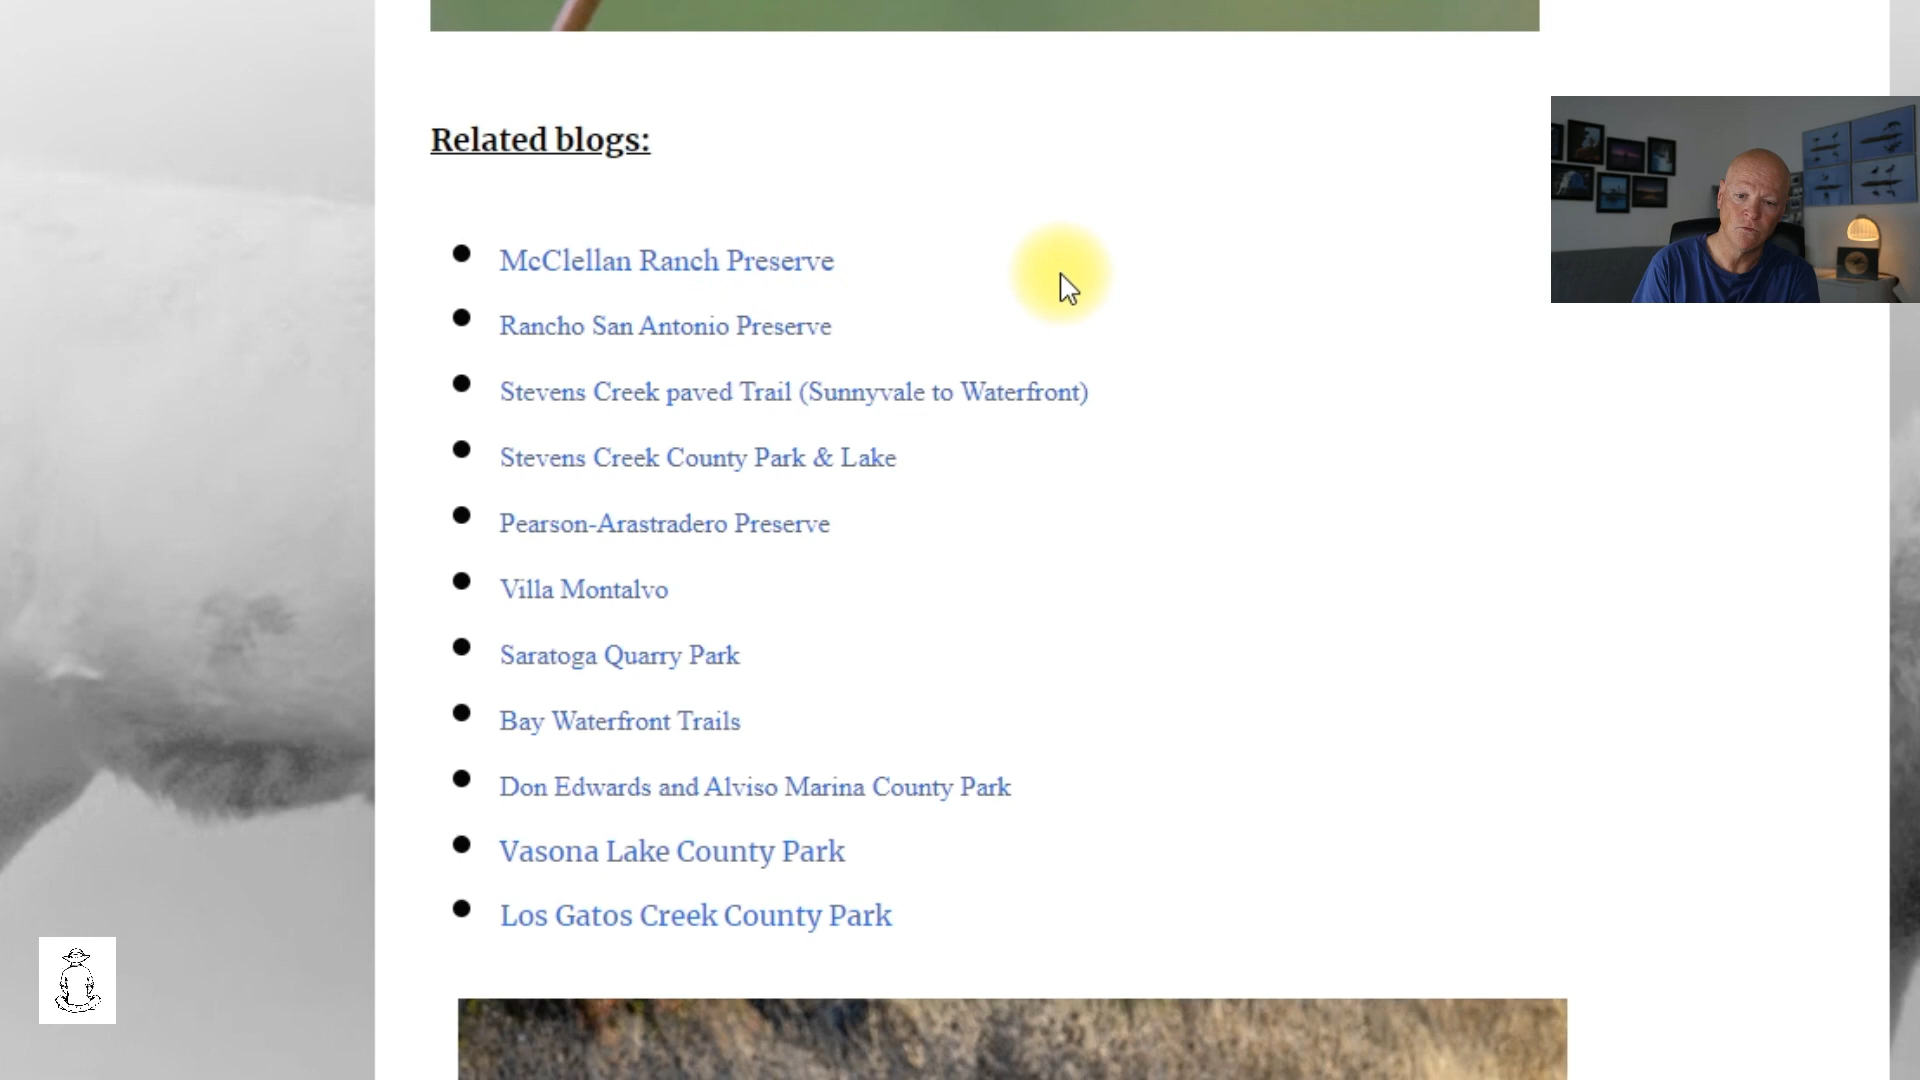 Related blogs:
McClellan Ranch Preserve
Rancho San Antonio Preserve
Stevens Creek paved Trail (Sunnyvale to Waterfront)
Stevens Creek County Park & Lake
Pearson-Arastradero Preserve
Villa Montalvo
Saratoga Quarry Park
Bay Waterfront Trails
Don Edwards and Alviso Marina County Park
Vasona Lake County Park
Los Gatos Creek County Park